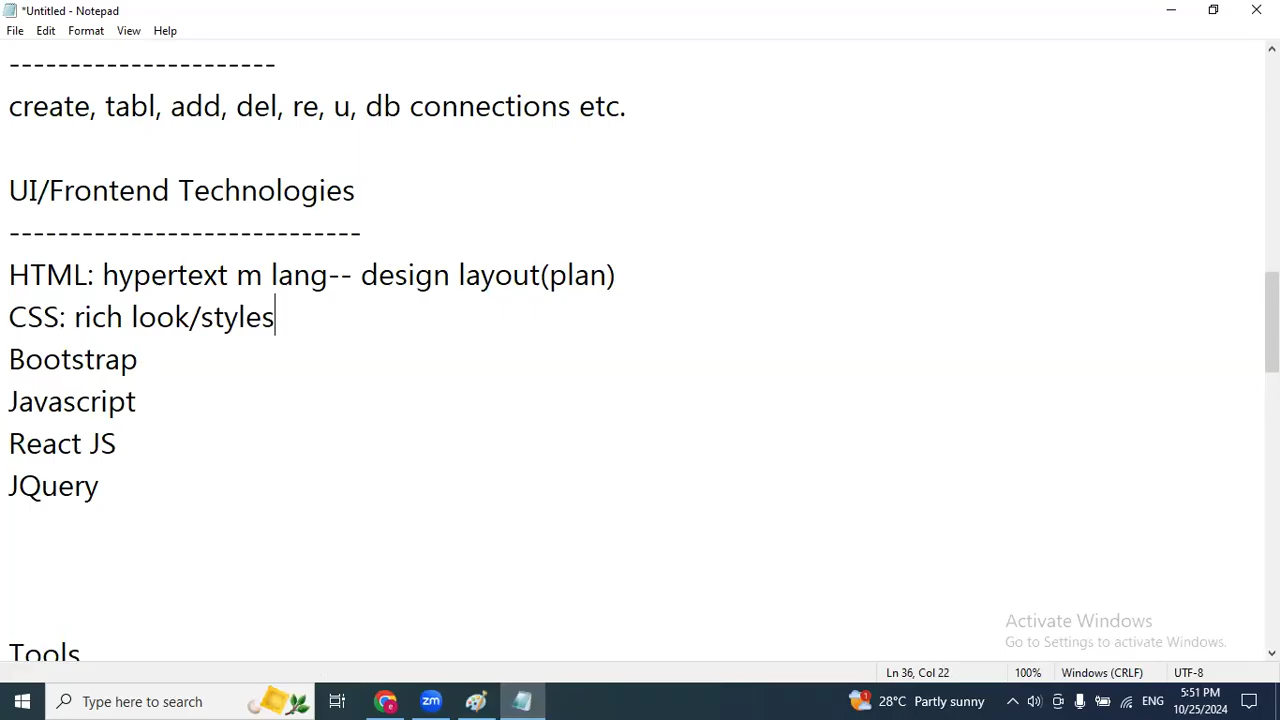 *Untitled - Notepad
File Edit Format View Help
----------------------
create, tabl, add, del, re, u, db connections etc.
UI/Frontend Technologies
-----------------------------
HTML: hypertext m lang-- design layout(plan)
CSS: rich look/styles
Bootstrap
Javascript
React JS
JQuery
Tools
Activate Windows
Go to Settings to activate Windows.
Ln 36, Col 22 100% Windows (CRLF) UTF-8
Type here to search
1
28°C Partly sunny
ENG
5:51 PM
10/25/2024
zm